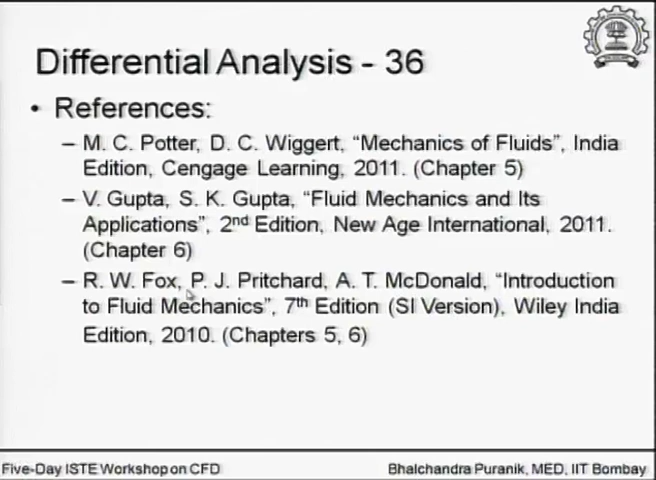 Differential Analysis - 36
• References:
– M. C. Potter, D. C. Wiggert, “Mechanics of Fluids”, India
Edition, Cengage Learning, 2011. (Chapter 5)
– V. Gupta, S. K. Gupta, “Fluid Mechanics and Its
Applications”, 2nd Edition, New Age International, 2011.
(Chapter 6)
– R. W. Fox, P. J. Pritchard, A. T. McDonald, “Introduction
to Fluid Mechanics”, 7th Edition (SI Version), Wiley India
Edition, 2010. (Chapters 5, 6)
Five-Day ISTE Workshop on CFD
Bhalchandra Puranik, MED, IIT Bombay